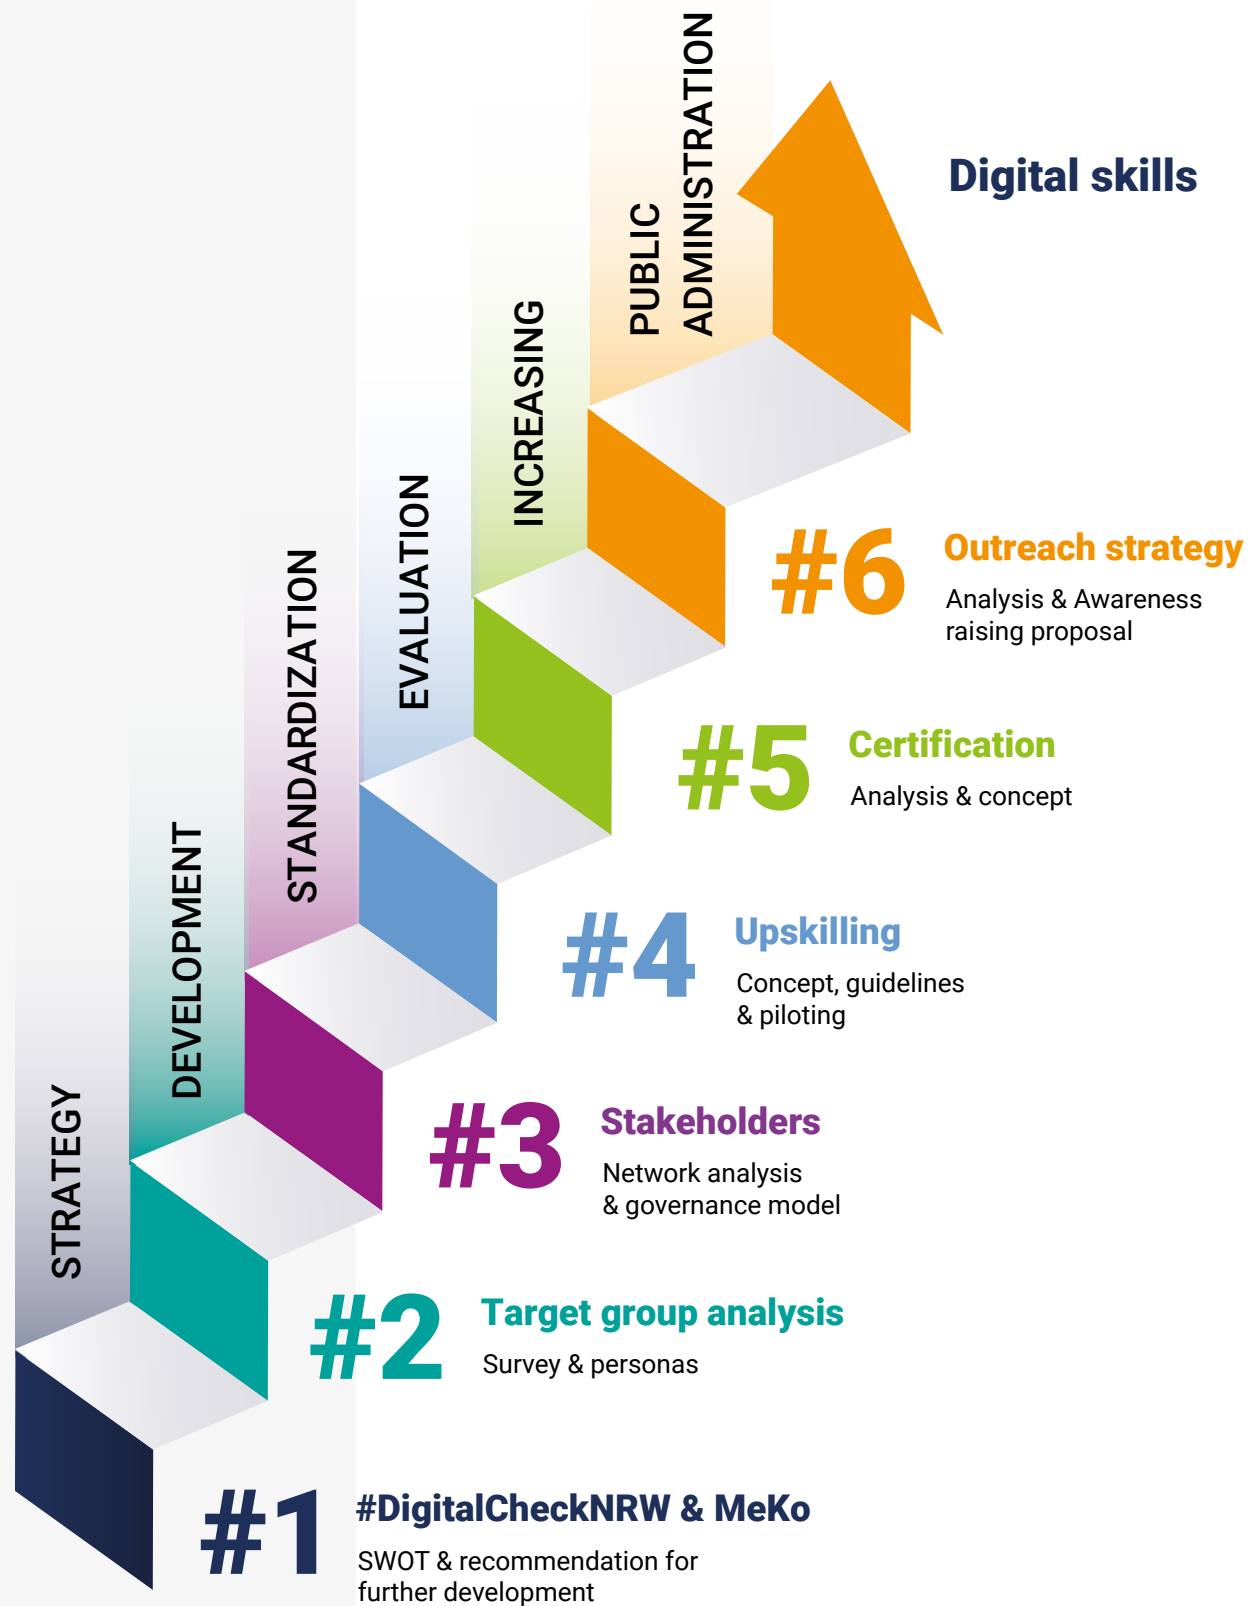 Digital skills
PUBLIC
ADMINISTRATION
INCREASING
EVALUATION
STANDARDIZATION
DEVELOPMENT
STRATEGY
#6
Outreach strategy
Analysis & Awareness
raising proposal
#5
Certification
Analysis & concept
#4
Upskilling
Concept, guidelines
& piloting
#3
Stakeholders
Network analysis
& governance model
#2
Target group analysis
Survey & personas
#1
#DigitalCheckNRW & MeKo
SWOT & recommendation for
further development